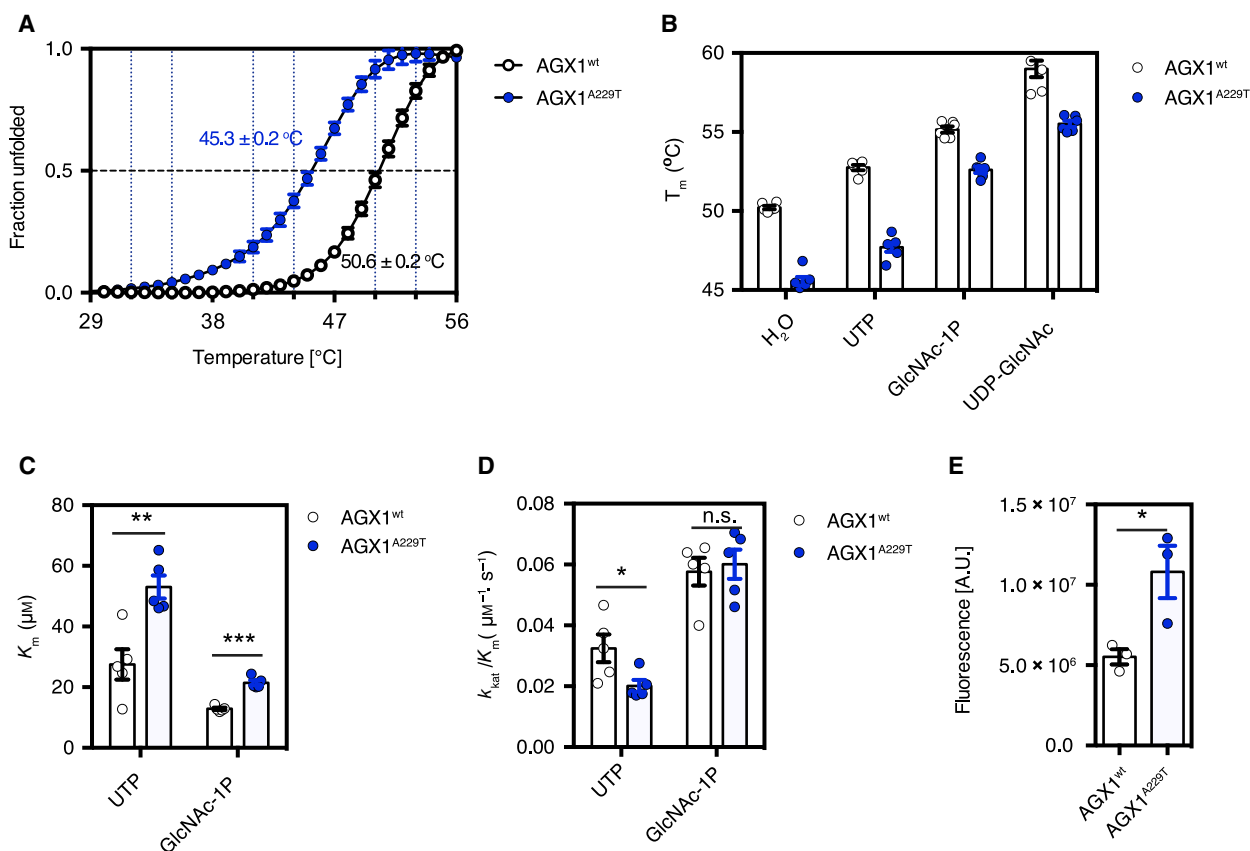 A
1.0
0.5
0.0
Fraction unfolded
45.3 ± 0.2 °C
50.6 ± 0.2 °C
29
38
47
56
Temperature [°C]
AGX1wt
AGX1A229T
B
60
55
50
45
Tm (ºC)
H2O
UTP
GlcNAc-1P
UDP-GlcNAc
AGX1wt
AGX1A229T
C
80
60
40
20
0
Km (μM)
**
***
UTP
GlcNAc-1P
AGX1wt
AGX1A229T
D
0.08
0.06
0.04
0.02
0.00
kkat /Km( μM−1· s−1)
*
n.s.
UTP
GlcNAc-1P
AGX1wt
AGX1A229T
E
1.5 × 10⁷
1.0 × 10⁷
5.0 × 10⁶
0.0
Fluorescence [A.U.]
*
AGX1wt
AGX1A229T